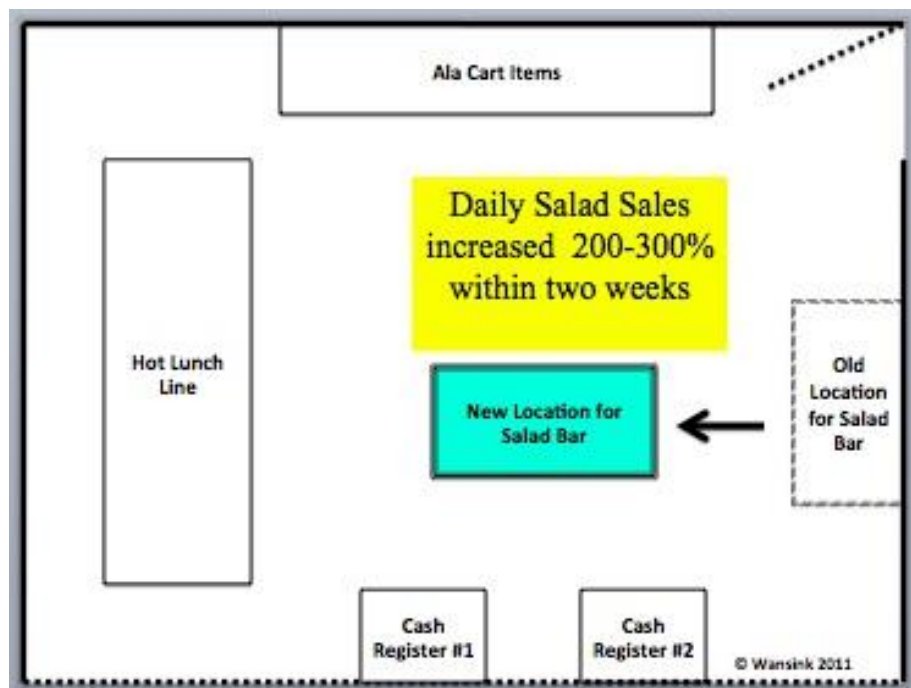 Ala Cart Items
Daily Salad Sales
increased 200-300%
within two weeks
Hot Lunch
Line
New Location for
Salad Bar
Old
Location
for Salad
Bar
Cash
Register #1
Cash
Register #2
© Wansink 2011